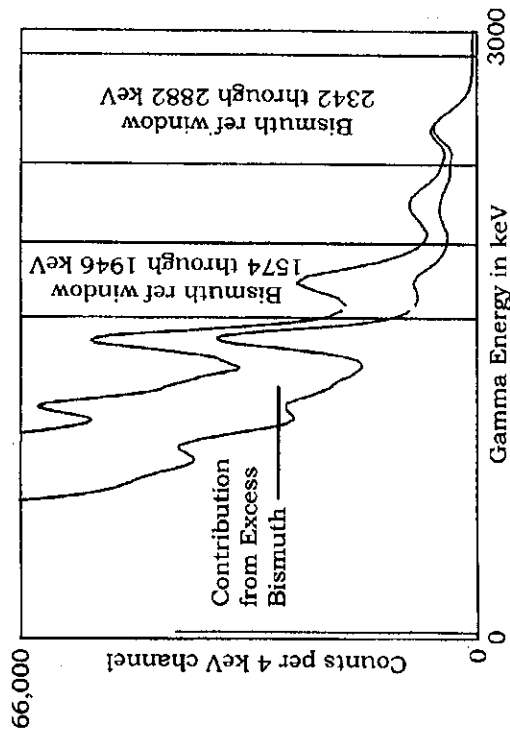 66,000
Counts per 4 keV channel
0
Contribution
from Excess
Bismuth
Bismuth ref window
1574 through 1946 keV
Bismuth ref window
2342 through 2882 keV
0
Gamma Energy in keV
3000